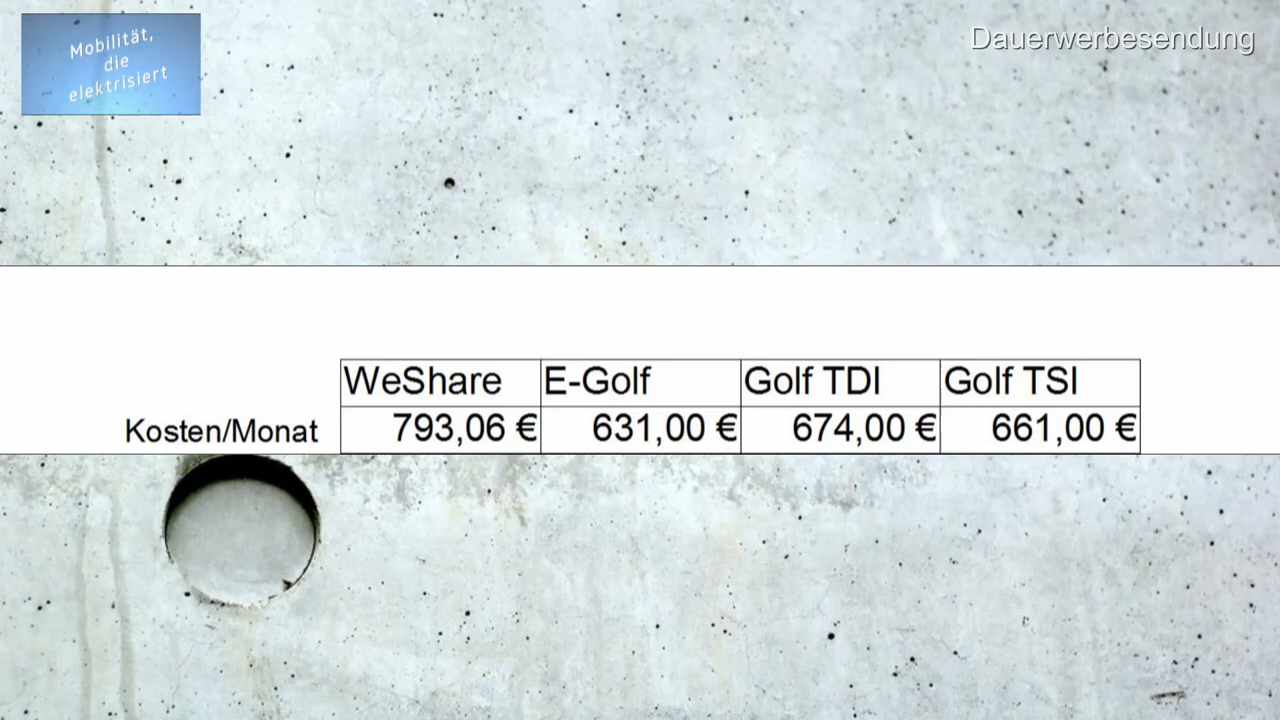 Mobilität,
die
elektrisiert
Dauerwerbesendung
WeShare E-Golf Golf TDI Golf TSI
Kosten/Monat 793,06 € 631,00 € 674,00 € 661,00 €